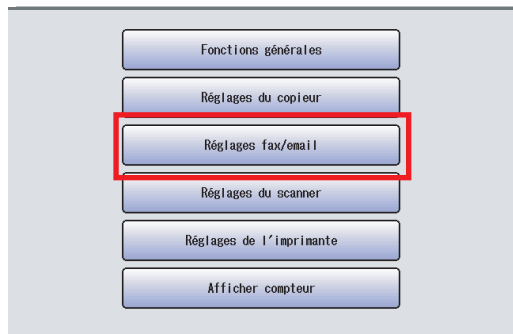 Fonctions générales
Réglages du copieur
Réglages fax/email
Réglages du scanner
Réglages de l'imprimante
Afficher compteur